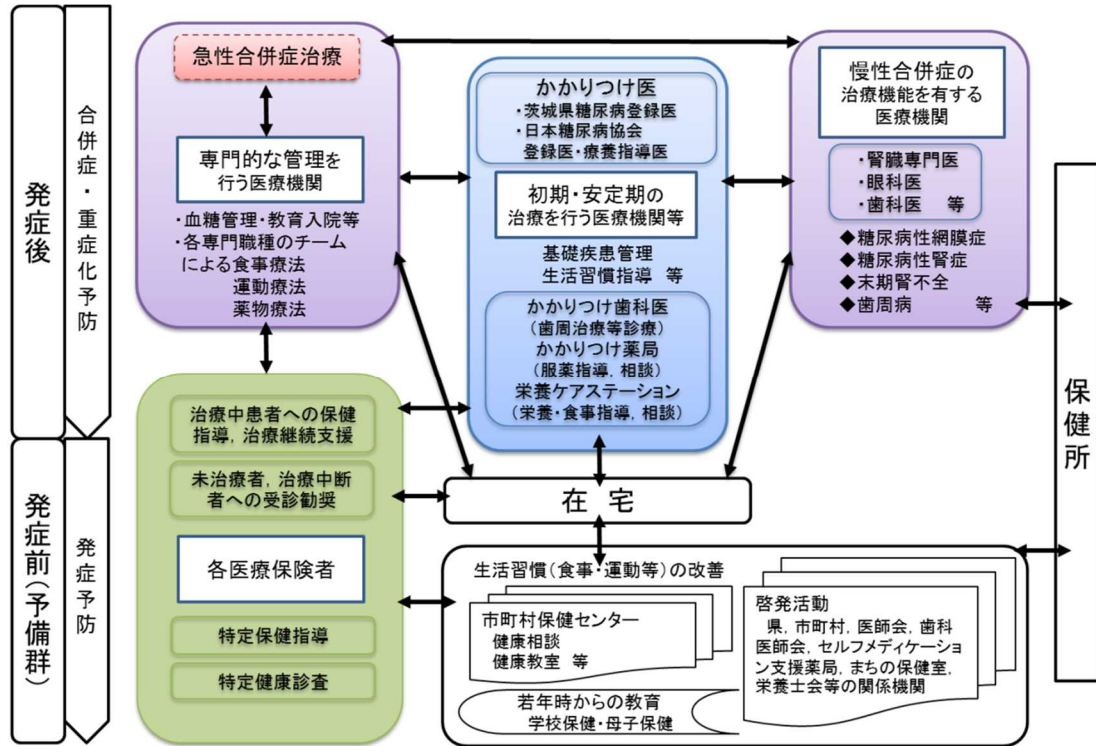 発症後
合併症・重症化予防
発症前(予備群)
発症予防
急性合併症治療
専門的な管理を
行う医療機関
・血糖管理・教育入院等
・各専門職種のチーム
による食事療法
運動療法
薬物療法
かかりつけ医
・茨城県糖尿病登録医
・日本糖尿病協会
登録医・療養指導医
初期・安定期の
治療を行う医療機関等
基礎疾患管理
生活習慣指導 等
かかりつけ歯科医
(歯周治療等診療)
かかりつけ薬局
(服薬指導,相談)
栄養ケアステーション
(栄養・食事指導,相談)
慢性合併症の
治療機能を有する
医療機関
・腎臓専門医
・眼科医
・歯科医 等
◆糖尿病性網膜症
◆糖尿病性腎症
◆末期腎不全
◆歯周病 等
治療中患者への保健
指導,治療継続支援
未治療者,治療中断
者への受診勧奨
各医療保険者
特定保健指導
特定健康診査
在 宅
生活習慣(食事・運動等)の改善
市町村保健センター
健康相談
健康教室 等
若年時からの教育
学校保健・母子保健
啓発活動
県,市町村,医師会,歯科
医師会,セルフメディケーショ
ン支援薬局,まちの保健室,
栄養士会等の関係機関
保健所